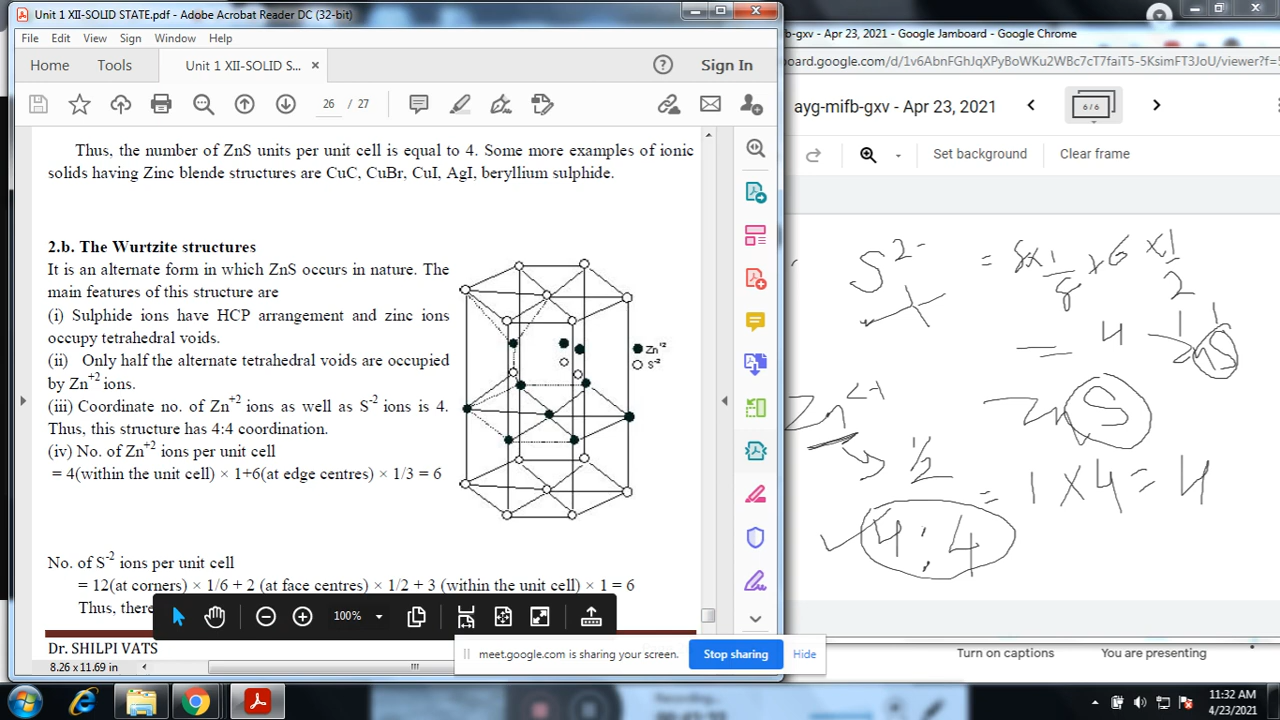 Unit 1 XII-SOLID STATE.pdf - Adobe Acrobat Reader DC (32-bit)
File Edit View Sign Window Help
Home Tools Unit 1 XII-SOLID S... × Sign In
26 / 27
Thus, the number of ZnS units per unit cell is equal to 4. Some more examples of ionic
solids having Zinc blende structures are CuC, CuBr, CuI, AgI, beryllium sulphide.
2.b. The Wurtzite structures
It is an alternate form in which ZnS occurs in nature. The
main features of this structure are
(i) Sulphide ions have HCP arrangement and zinc ions
occupy tetrahedral voids.
(ii) Only half the alternate tetrahedral voids are occupied
by Zn+2 ions.
(iii) Coordinate no. of Zn+2 ions as well as S-2 ions is 4.
Thus, this structure has 4:4 coordination.
(iv) No. of Zn+2 ions per unit cell
= 4(within the unit cell) × 1+6(at edge centres) × 1/3 = 6
Zn+2
S-2
No. of S-2 ions per unit cell
= 12(at corners) × 1/6 + 2 (at face centres) × 1/2 + 3 (within the unit cell) × 1 = 6
Thus, there
100%
Dr. SHILPI VATS
8.26 x 11.69 in
meet.google.com is sharing your screen. Stop sharing Hide
fb-gxv - Apr 23, 2021 - Google Jamboard - Google Chrome
board.google.com/d/1v6AbnFGhJqXPyBoWKu2WBc7cT7faiT5-5KsimFT3JoU/viewer?f=
ayg-mifb-gxv - Apr 23, 2021 6 / 6
Set background Clear frame
S2- = 8×1/8 + 6 × 1/2
= 4 ZnS
Zn2+ ZnS
1/2 = 1 × 4 = 4
4 : 4
Turn on captions You are presenting
Recording...
11:32 AM
4/23/2021